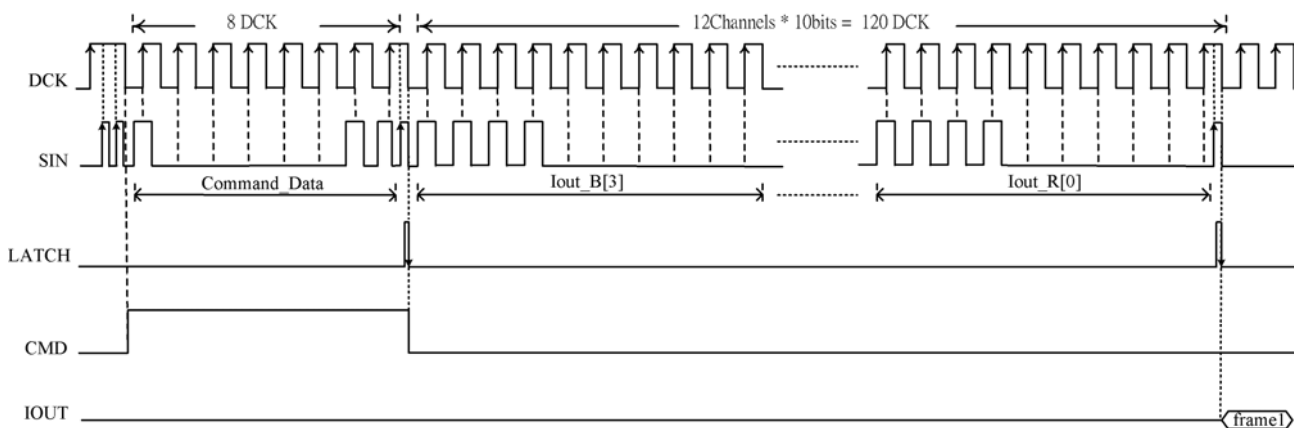 8 DCK
12Channels * 10bits = 120 DCK
DCK
SIN
Command_Data
Iout_B[3]
Iout_R[0]
LATCH
CMD
IOUT
frame1